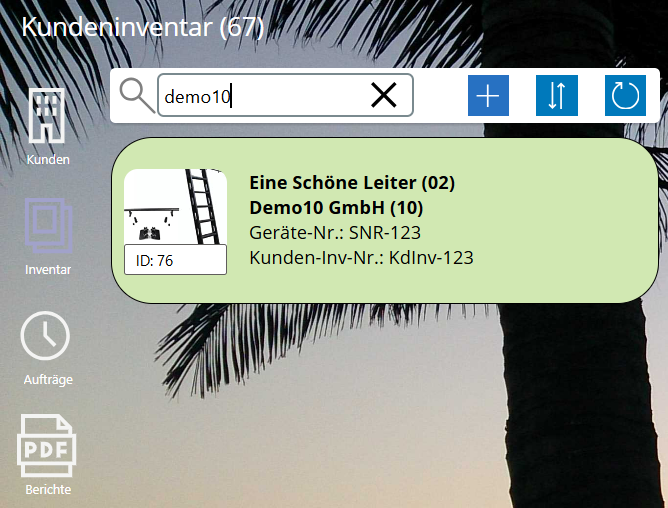 Kundeninventar (67)
demo10
Kunden
Eine Schöne Leiter (02)
Demo10 GmbH (10)
Geräte-Nr.: SNR-123
Kunden-Inv-Nr.: KdInv-123
ID: 76
Inventar
Aufträge
PDF
Berichte